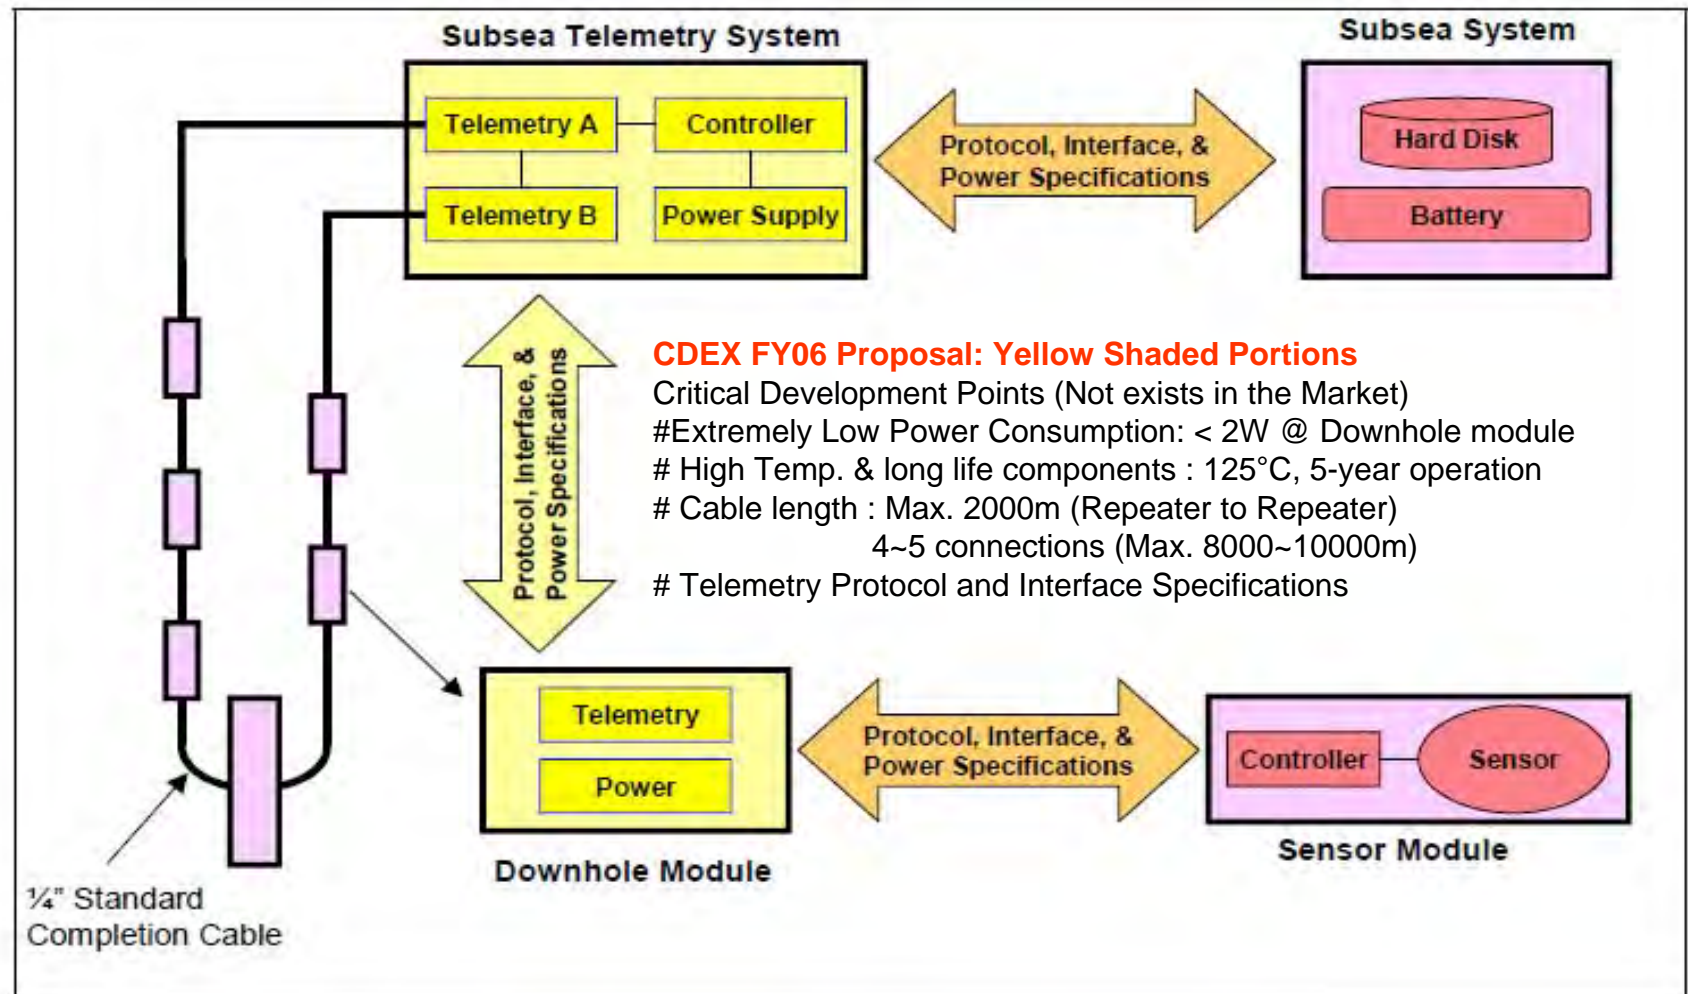 Subsea Telemetry System
Subsea System
Telemetry A
Controller
Telemetry B
Power Supply
Protocol, Interface, &
Power Specifications
Hard Disk
Battery
Protocol, Interface, &
Power Specifications
CDEX FY06 Proposal: Yellow Shaded Portions
Critical Development Points (Not exists in the Market)
#Extremely Low Power Consumption: < 2W @ Downhole module
# High Temp. & long life components : 125°C, 5-year operation
# Cable length : Max. 2000m (Repeater to Repeater)
4~5 connections (Max. 8000~10000m)
# Telemetry Protocol and Interface Specifications
Telemetry
Power
Downhole Module
Protocol, Interface, &
Power Specifications
Controller
Sensor
Sensor Module
¼" Standard
Completion Cable